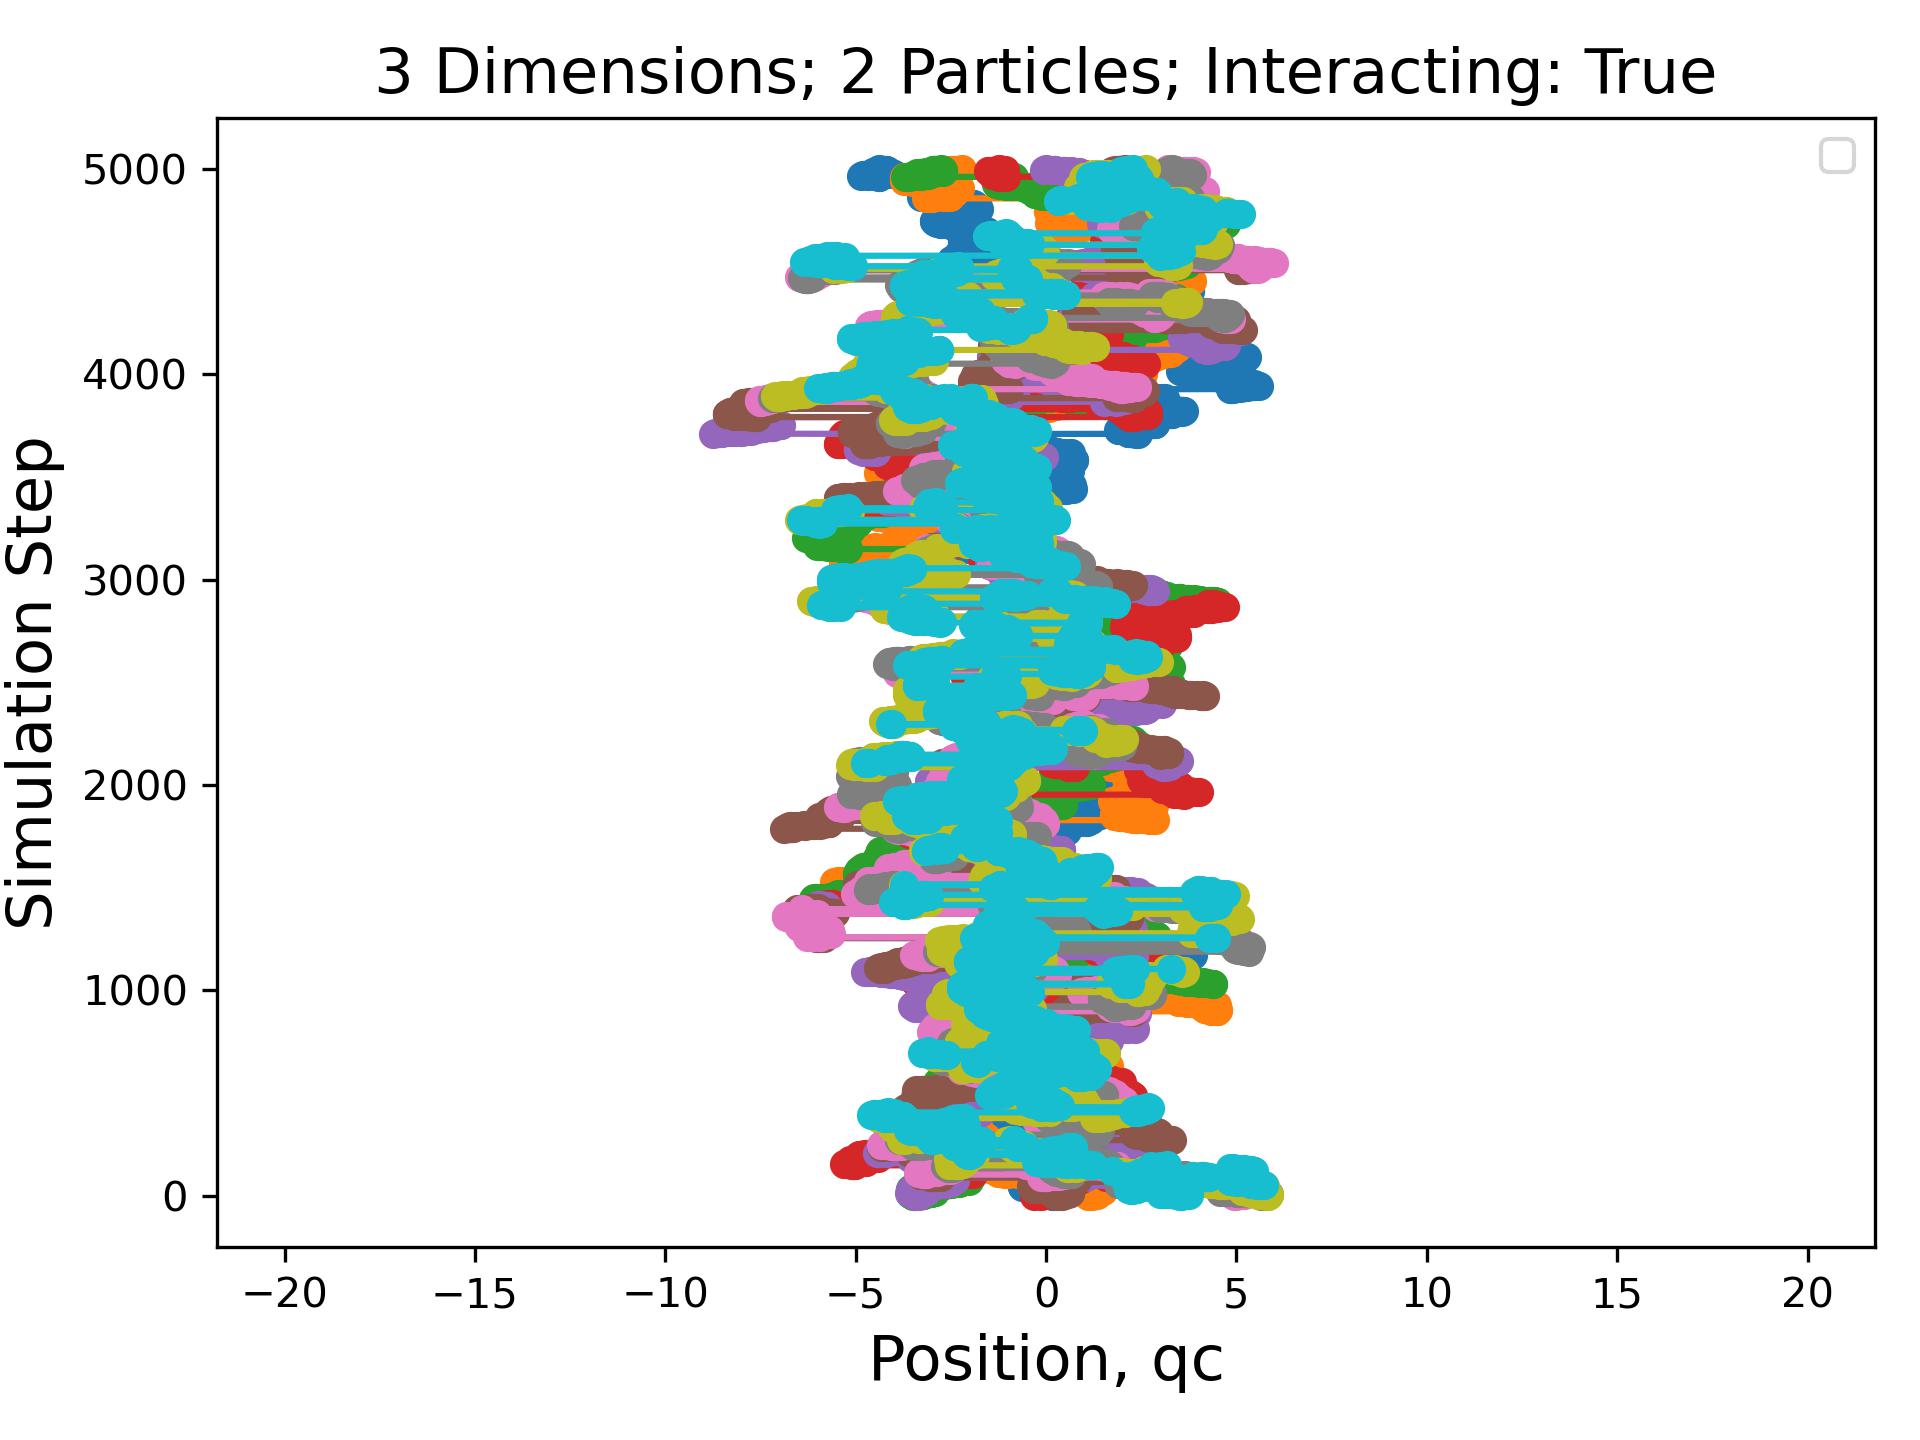 3 Dimensions; 2 Particles; Interacting: True
5000
4000
3000
2000
1000
0
Simulation Step
−20 −15 −10 −5 0 5 10 15 20
Position, qc